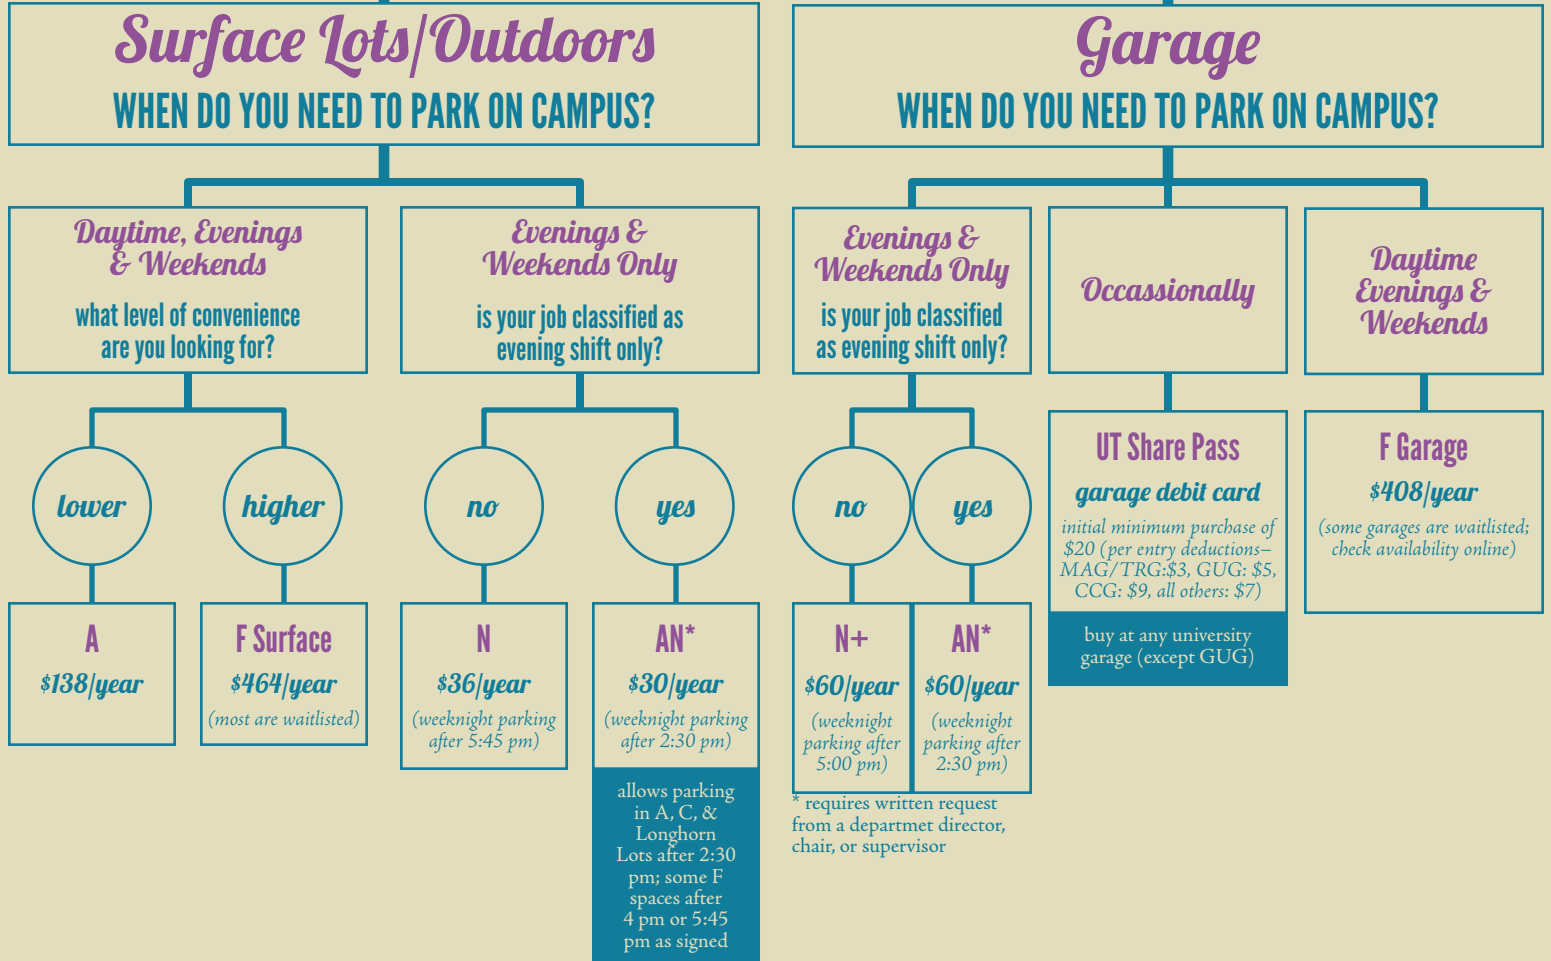 Surface Lots/Outdoors
WHEN DO YOU NEED TO PARK ON CAMPUS?
Daytime, Evenings
& Weekends
what level of convenience
are you looking for?
lower
A
$138/year
higher
F Surface
$464/year
(most are waitlisted)
Evenings &
Weekends Only
is your job classified as
evening shift only?
no
N
$36/year
(weeknight parking
after 5:45 pm)
yes
AN*
$30/year
(weeknight parking
after 2:30 pm)
allows parking
in A, C, &
Longhorn
Lots after 2:30
pm; some F
spaces after
4 pm or 5:45
pm as signed
Garage
WHEN DO YOU NEED TO PARK ON CAMPUS?
Evenings &
Weekends Only
is your job classified
as evening shift only?
no
N+
$60/year
(weeknight
parking after
5:00 pm)
yes
AN*
$60/year
(weeknight
parking after
2:30 pm)
* requires written request
from a departmet director,
chair, or supervisor
Occassionally
UT Share Pass
garage debit card
initial minimum purchase of
$20 (per entry deductions–
MAG/TRG:$3, GUG: $5,
CCG: $9, all others: $7)
buy at any university
garage (except GUG)
Daytime
Evenings &
Weekends
F Garage
$408/year
(some garages are waitlisted;
check availability online)